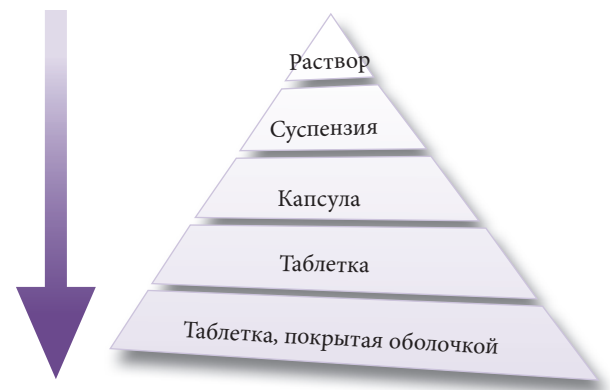 Раствор
Суспензия
Капсула
Таблетка
Таблетка, покрытая оболочкой